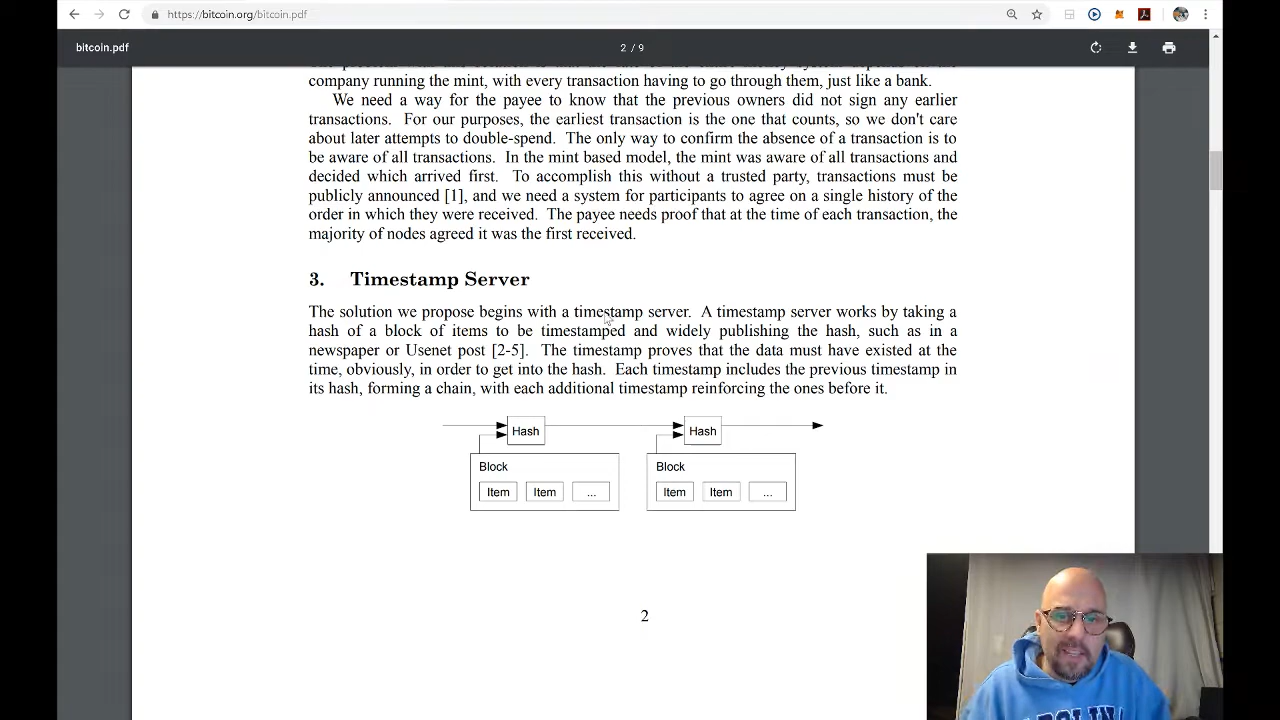 https://bitcoin.org/bitcoin.pdf
bitcoin.pdf
2 / 9
company running the mint, with every transaction having to go through them, just like a bank.
We need a way for the payee to know that the previous owners did not sign any earlier
transactions. For our purposes, the earliest transaction is the one that counts, so we don't care
about later attempts to double-spend. The only way to confirm the absence of a transaction is to
be aware of all transactions. In the mint based model, the mint was aware of all transactions and
decided which arrived first. To accomplish this without a trusted party, transactions must be
publicly announced [1], and we need a system for participants to agree on a single history of the
order in which they were received. The payee needs proof that at the time of each transaction, the
majority of nodes agreed it was the first received.
3. Timestamp Server
The solution we propose begins with a timestamp server. A timestamp server works by taking a
hash of a block of items to be timestamped and widely publishing the hash, such as in a
newspaper or Usenet post [2-5]. The timestamp proves that the data must have existed at the
time, obviously, in order to get into the hash. Each timestamp includes the previous timestamp in
its hash, forming a chain, with each additional timestamp reinforcing the ones before it.
Hash Hash
Block Block
Item Item ... Item Item ...
2